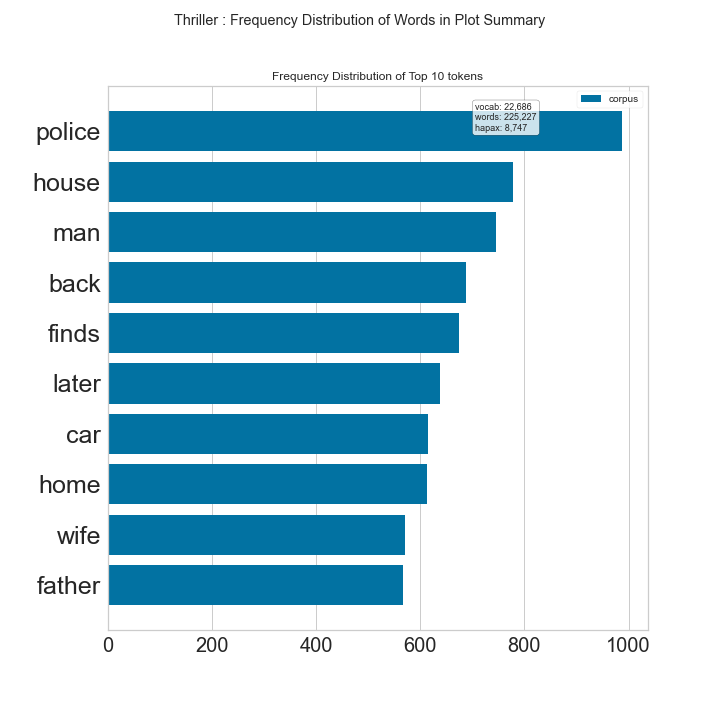 Thriller : Frequency Distribution of Words in Plot Summary
Frequency Distribution of Top 10 tokens
corpus
vocab: 22,686
words: 225,227
hapax: 8,747
police
house
man
back
finds
later
car
home
wife
father
0 200 400 600 800 1000